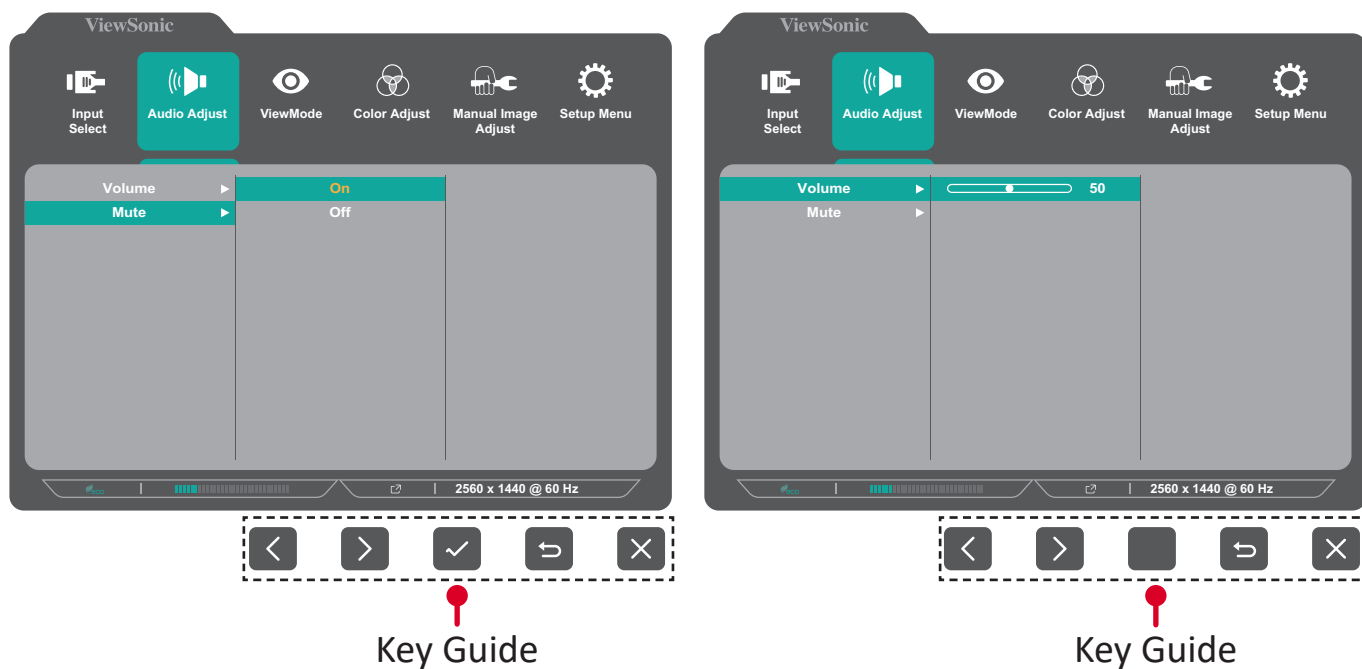 ViewSonic
Input
Select
Audio Adjust
ViewMode
Color Adjust
Manual Image
Adjust
Setup Menu
Volume
On
Mute
Off
eco
2560 x 1440 @ 60 Hz
Key Guide
ViewSonic
Input
Select
Audio Adjust
ViewMode
Color Adjust
Manual Image
Adjust
Setup Menu
Volume
50
Mute
eco
2560 x 1440 @ 60 Hz
Key Guide